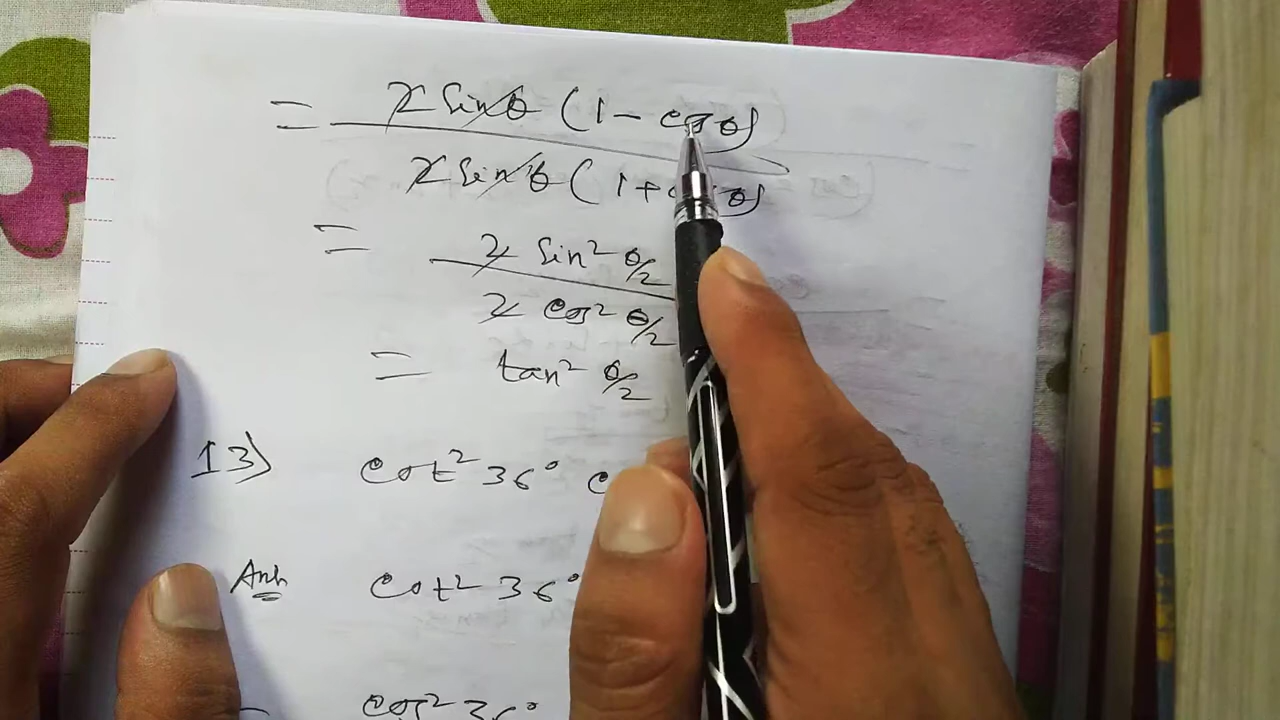 = 2 sinθ (1 - cosθ)
2 sinθ (1 + cosθ)
= 2 sin² θ/2
2 cos² θ/2
= tan² θ/2
13) cot² 36° c
Ans cot² 36°
cos² 36°